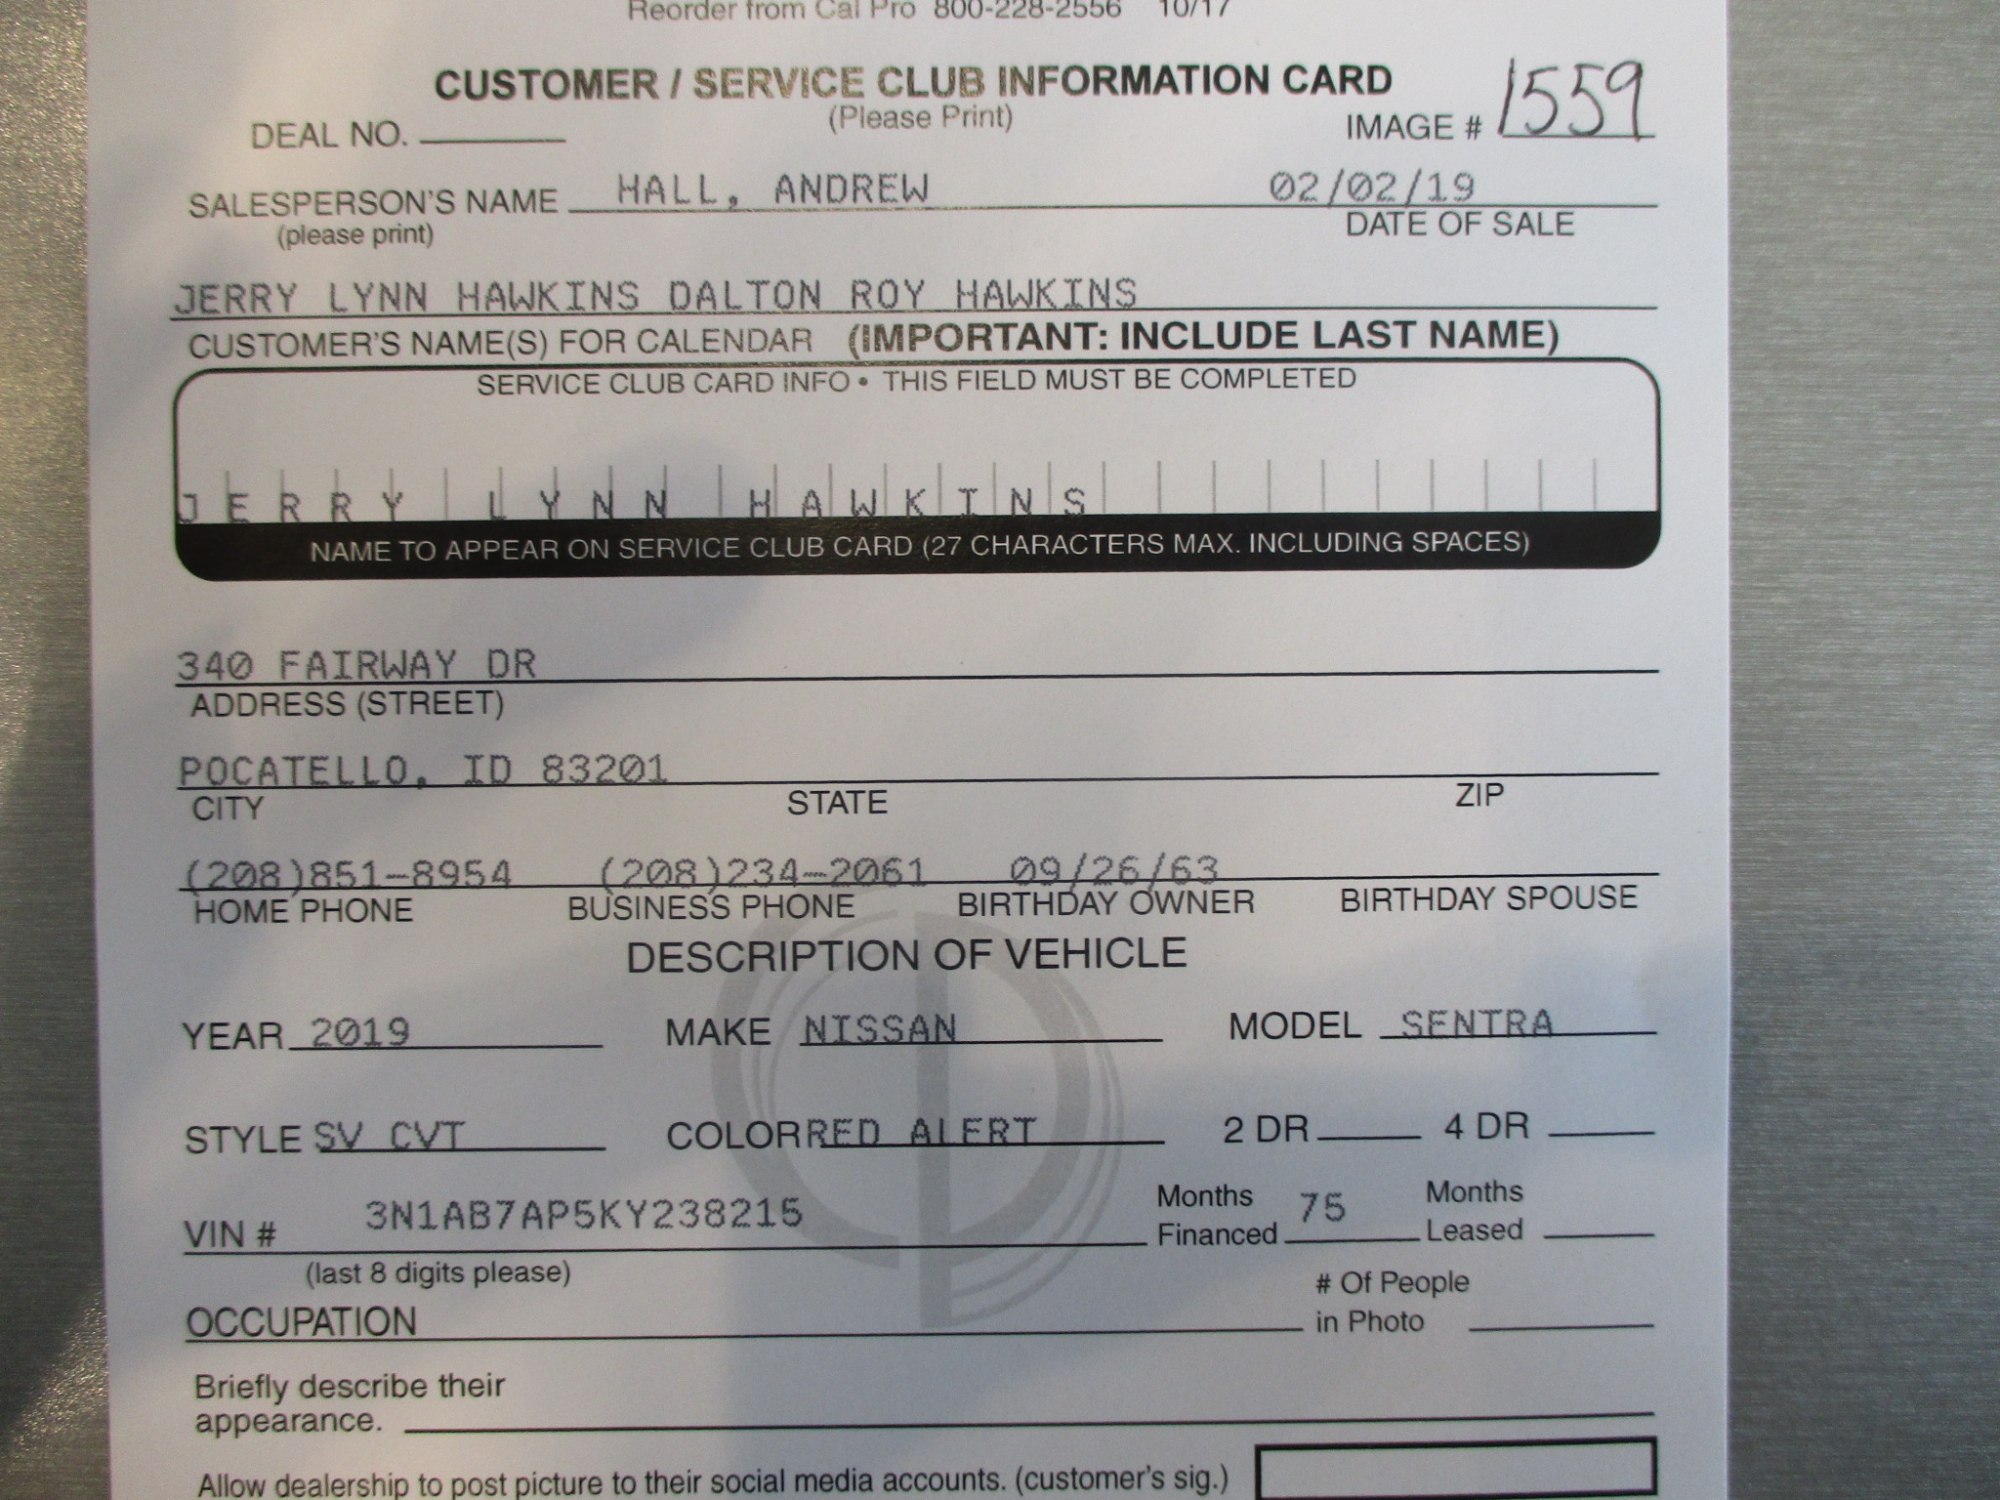 Reorder from Cal Pro 800-228-2556 10/17
CUSTOMER / SERVICE CLUB INFORMATION CARD
(Please Print)
DEAL NO. IMAGE # 1559
SALESPERSON'S NAME HALL, ANDREW 02/02/19
(please print) DATE OF SALE
JERRY LYNN HAWKINS DALTON ROY HAWKINS
CUSTOMER'S NAME(S) FOR CALENDAR (IMPORTANT: INCLUDE LAST NAME)
SERVICE CLUB CARD INFO • THIS FIELD MUST BE COMPLETED
JERRY LYNN HAWKINS
NAME TO APPEAR ON SERVICE CLUB CARD (27 CHARACTERS MAX. INCLUDING SPACES)
340 FAIRWAY DR
ADDRESS (STREET)
POCATELLO, ID 83201
CITY STATE ZIP
(208)851-8954 (208)234-2061 09/26/63
HOME PHONE BUSINESS PHONE BIRTHDAY OWNER BIRTHDAY SPOUSE
DESCRIPTION OF VEHICLE
YEAR 2019 MAKE NISSAN MODEL SENTRA
STYLE SV CVT COLOR RED ALERT 2 DR 4 DR
VIN # 3N1AB7AP5KY238215 Months Financed 75 Months Leased
(last 8 digits please)
OCCUPATION # Of People in Photo
Briefly describe their
appearance.
Allow dealership to post picture to their social media accounts. (customer's sig.)